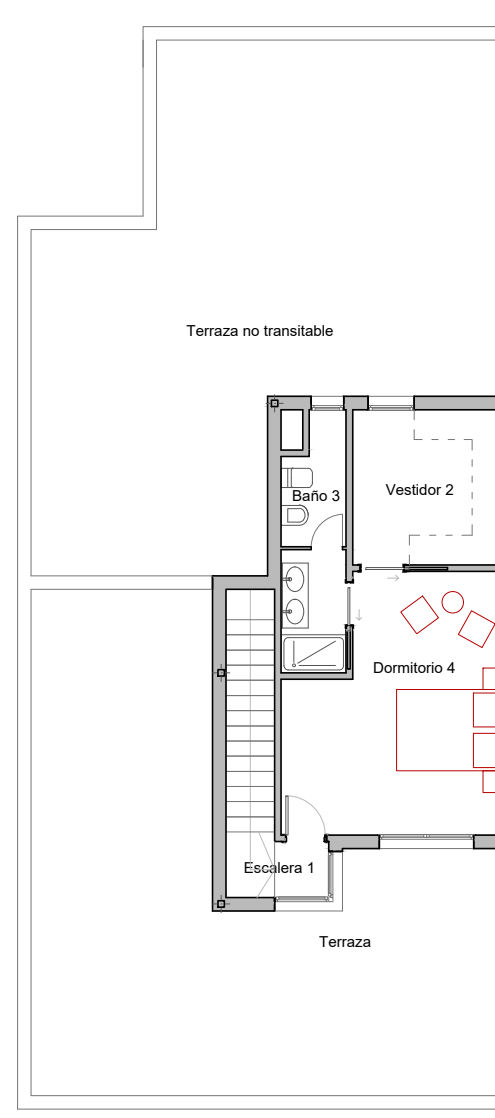 Terraza no transitable
Baño 3
Vestidor 2
Dormitorio 4
Escalera 1
Terraza